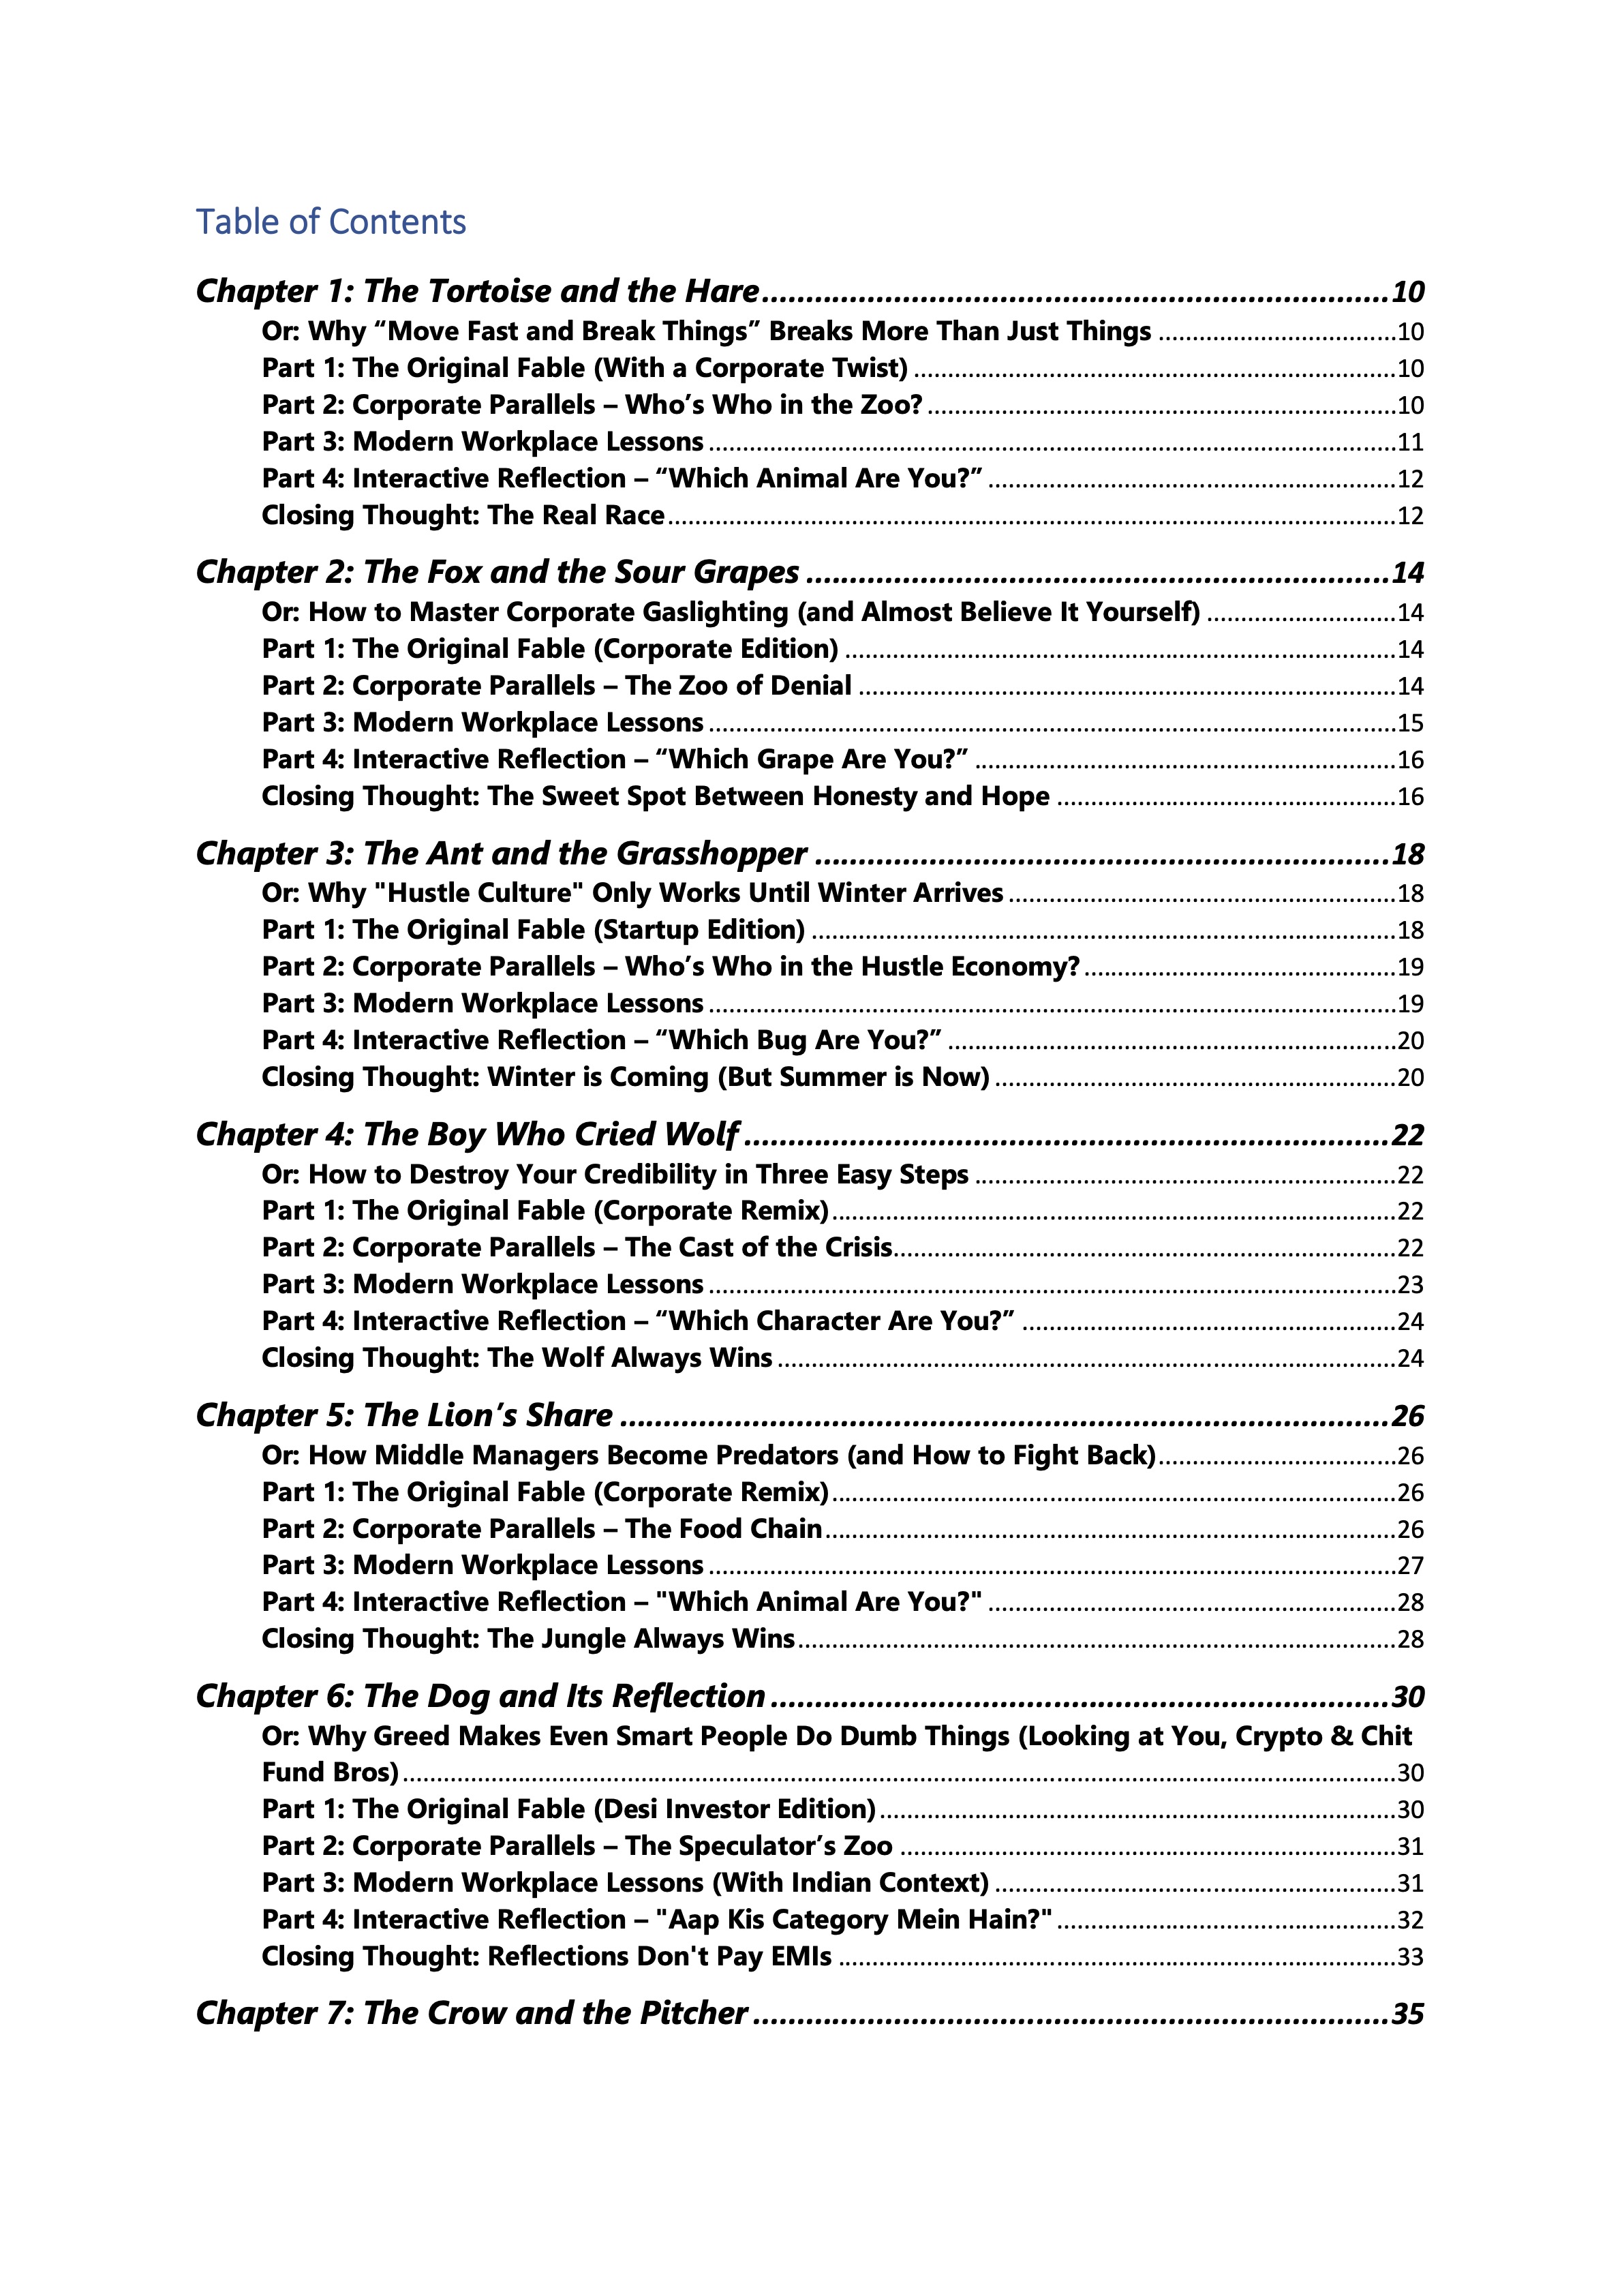 Table of Contents
Chapter 1: The Tortoise and the Hare.......................................................................10
Or: Why “Move Fast and Break Things” Breaks More Than Just Things ...................................10
Part 1: The Original Fable (With a Corporate Twist) ......................................................................10
Part 2: Corporate Parallels – Who’s Who in the Zoo? ....................................................................10
Part 3: Modern Workplace Lessons ....................................................................................................11
Part 4: Interactive Reflection – “Which Animal Are You?” ............................................................12
Closing Thought: The Real Race..........................................................................................................12
Chapter 2: The Fox and the Sour Grapes ..................................................................14
Or: How to Master Corporate Gaslighting (and Almost Believe It Yourself) ............................14
Part 1: The Original Fable (Corporate Edition) ................................................................................14
Part 2: Corporate Parallels – The Zoo of Denial ..............................................................................14
Part 3: Modern Workplace Lessons ....................................................................................................15
Part 4: Interactive Reflection – “Which Grape Are You?” ..............................................................16
Closing Thought: The Sweet Spot Between Honesty and Hope ..................................................16
Chapter 3: The Ant and the Grasshopper .................................................................18
Or: Why "Hustle Culture" Only Works Until Winter Arrives .........................................................18
Part 1: The Original Fable (Startup Edition) .....................................................................................18
Part 2: Corporate Parallels – Who’s Who in the Hustle Economy? ..............................................19
Part 3: Modern Workplace Lessons ....................................................................................................19
Part 4: Interactive Reflection – “Which Bug Are You?” ..................................................................20
Closing Thought: Winter is Coming (But Summer is Now) ...........................................................20
Chapter 4: The Boy Who Cried Wolf .........................................................................22
Or: How to Destroy Your Credibility in Three Easy Steps ..............................................................22
Part 1: The Original Fable (Corporate Remix)..................................................................................22
Part 2: Corporate Parallels – The Cast of the Crisis.........................................................................22
Part 3: Modern Workplace Lessons ....................................................................................................23
Part 4: Interactive Reflection – “Which Character Are You?” .......................................................24
Closing Thought: The Wolf Always Wins ..........................................................................................24
Chapter 5: The Lion’s Share .......................................................................................26
Or: How Middle Managers Become Predators (and How to Fight Back)...................................26
Part 1: The Original Fable (Corporate Remix)..................................................................................26
Part 2: Corporate Parallels – The Food Chain...................................................................................26
Part 3: Modern Workplace Lessons ....................................................................................................27
Part 4: Interactive Reflection – "Which Animal Are You?" ............................................................28
Closing Thought: The Jungle Always Wins.......................................................................................28
Chapter 6: The Dog and Its Reflection ......................................................................30
Or: Why Greed Makes Even Smart People Do Dumb Things (Looking at You, Crypto & Chit
Fund Bros)..................................................................................................................................................30
Part 1: The Original Fable (Desi Investor Edition)...........................................................................30
Part 2: Corporate Parallels – The Speculator’s Zoo ........................................................................31
Part 3: Modern Workplace Lessons (With Indian Context) ...........................................................31
Part 4: Interactive Reflection – "Aap Kis Category Mein Hain?" ..................................................32
Closing Thought: Reflections Don't Pay EMIs .................................................................................33
Chapter 7: The Crow and the Pitcher ........................................................................35